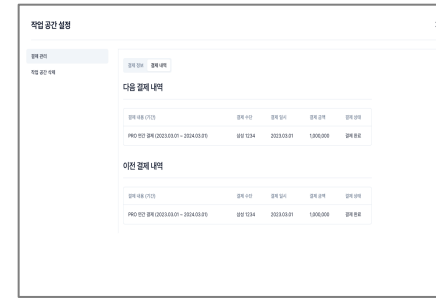 작업 공간 설정
결제 관리
작업 공간 삭제
결제 정보 결제 내역
다음 결제 내역
결제 내용 (기간) 결제 수단 결제 일시 결제 금액 결제 상태
PRO 연간 결제 (2023.03.01 ~ 2024.03.01) 삼성 1234 2023.03.01 1,000,000 결제 완료
이전 결제 내역
결제 내용 (기간) 결제 수단 결제 일시 결제 금액 결제 상태
PRO 연간 결제 (2023.03.01 ~ 2024.03.01) 삼성 1234 2023.03.01 1,000,000 결제 완료